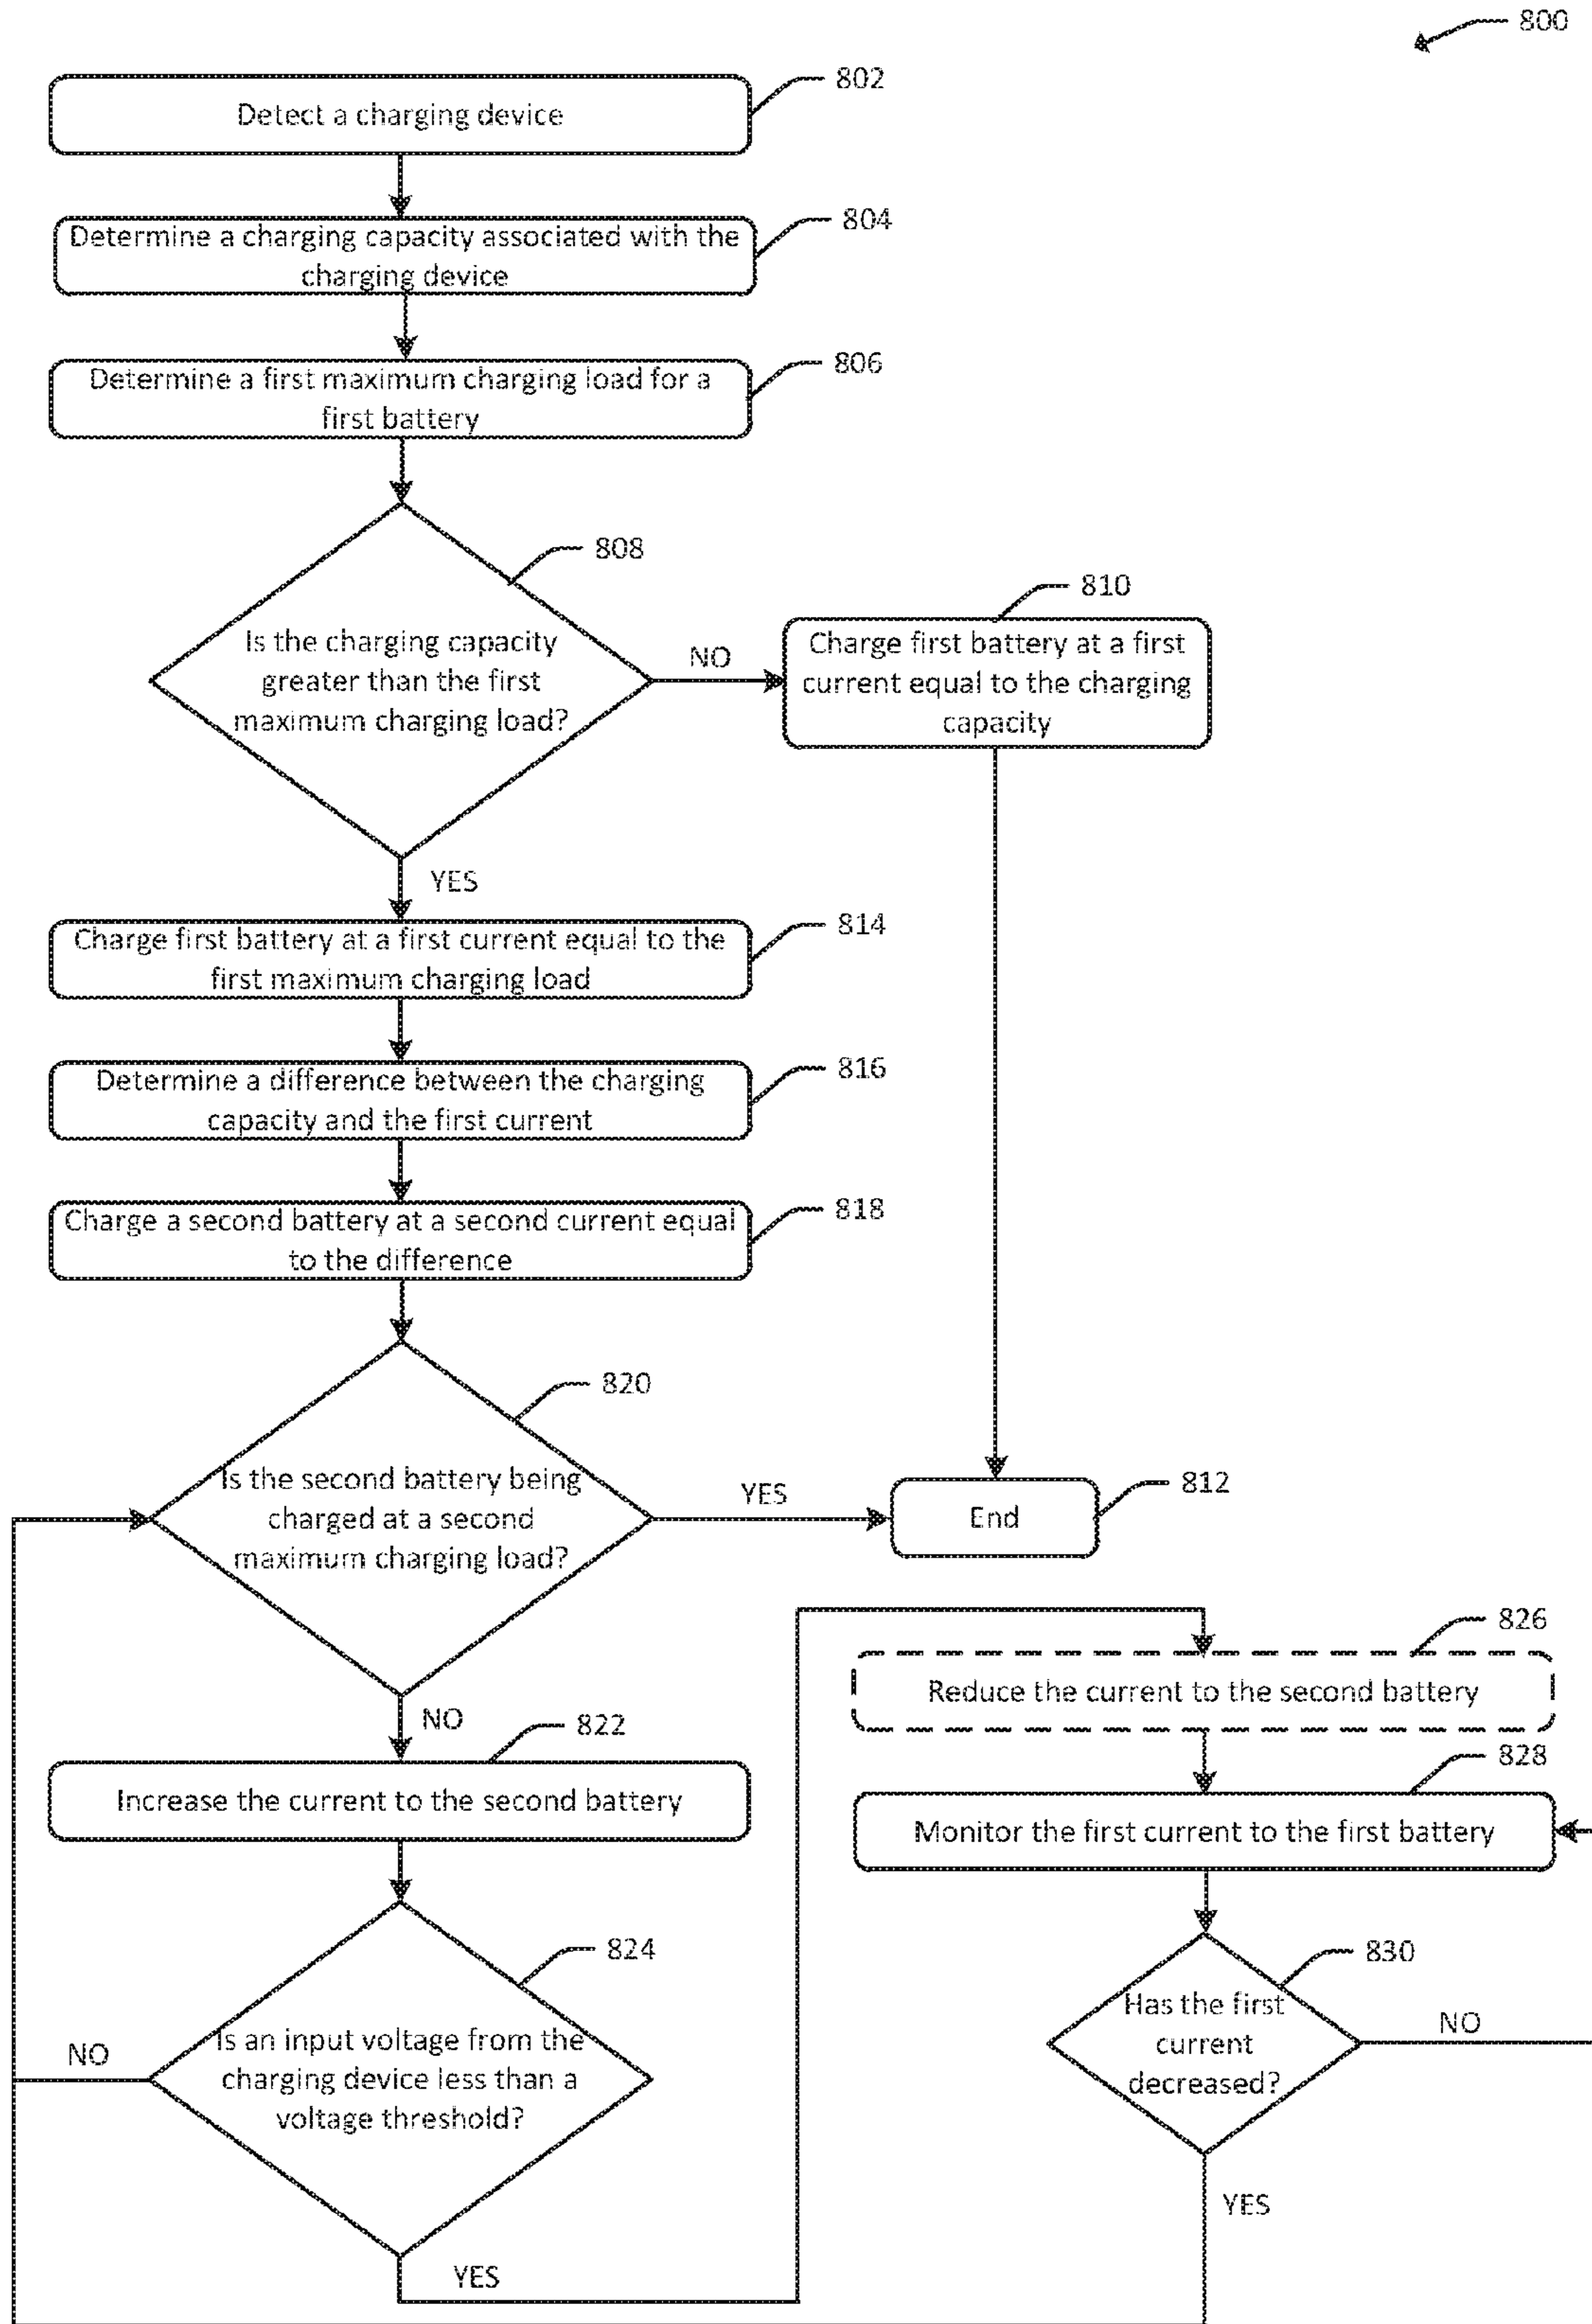 800
802
Detect a charging device
804
Determine a charging capacity associated with the
charging device
806
Determine a first maximum charging load for a
first battery
808
Is the charging capacity
greater than the first
maximum charging load?
NO
810
Charge first battery at a first
current equal to the charging
capacity
YES
814
Charge first battery at a first current equal to the
first maximum charging load
816
Determine a difference between the charging
capacity and the first current
818
Charge a second battery at a second current equal
to the difference
820
Is the second battery being
charged at a second
maximum charging load?
YES
812
End
NO
822
Increase the current to the second battery
824
Is an input voltage from the
charging device less than a
voltage threshold?
NO
YES
826
Reduce the current to the second battery
828
Monitor the first current to the first battery
830
Has the first
current
decreased?
NO
YES